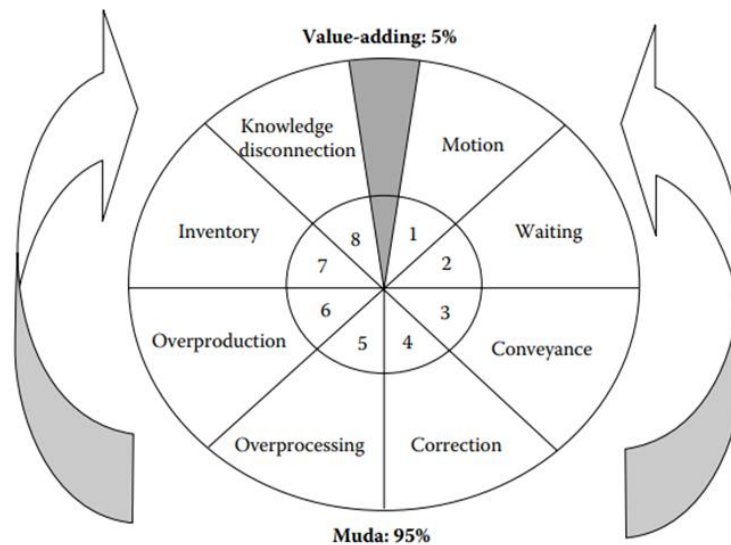 Value-adding: 5%
Knowledge
disconnection
Motion
Inventory
Waiting
8
1
7
2
6
3
5
4
Overproduction
Conveyance
Overprocessing
Correction
Muda: 95%